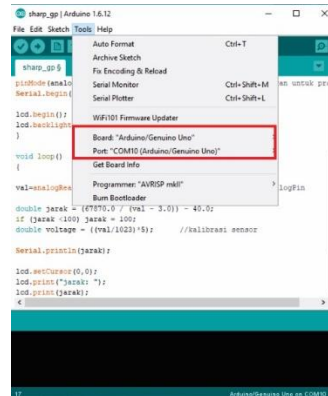 sharp_gp | Arduino 1.6.12
File Edit Sketch Tools Help
Auto Format Ctrl+T
Archive Sketch
Fix Encoding & Reload
Serial Monitor Ctrl+Shift+M
Serial Plotter Ctrl+Shift+L
WiFi101 Firmware Updater
Board: "Arduino/Genuino Uno"
Port: "COM10 (Arduino/Genuino Uno)"
Get Board Info
Programmer: "AVRISP mkII"
Burn Bootloader
sharp_gp §
pinMode(analo an untuk pr
Serial.begin(
lcd.begin();
lcd.backlight
}
void loop()
{
val=analogRea logPin
double jarak = (67870.0 / (val - 3.0)) - 40.0;
if (jarak <100) jarak = 100;
double voltage = ((val/1023)*5); //kalibrasi sensor
Serial.println(jarak);
lcd.setCursor(0,0);
lcd.print("jarak: ");
lcd.print(jarak);
17 Arduino/Genuino Uno on COM10